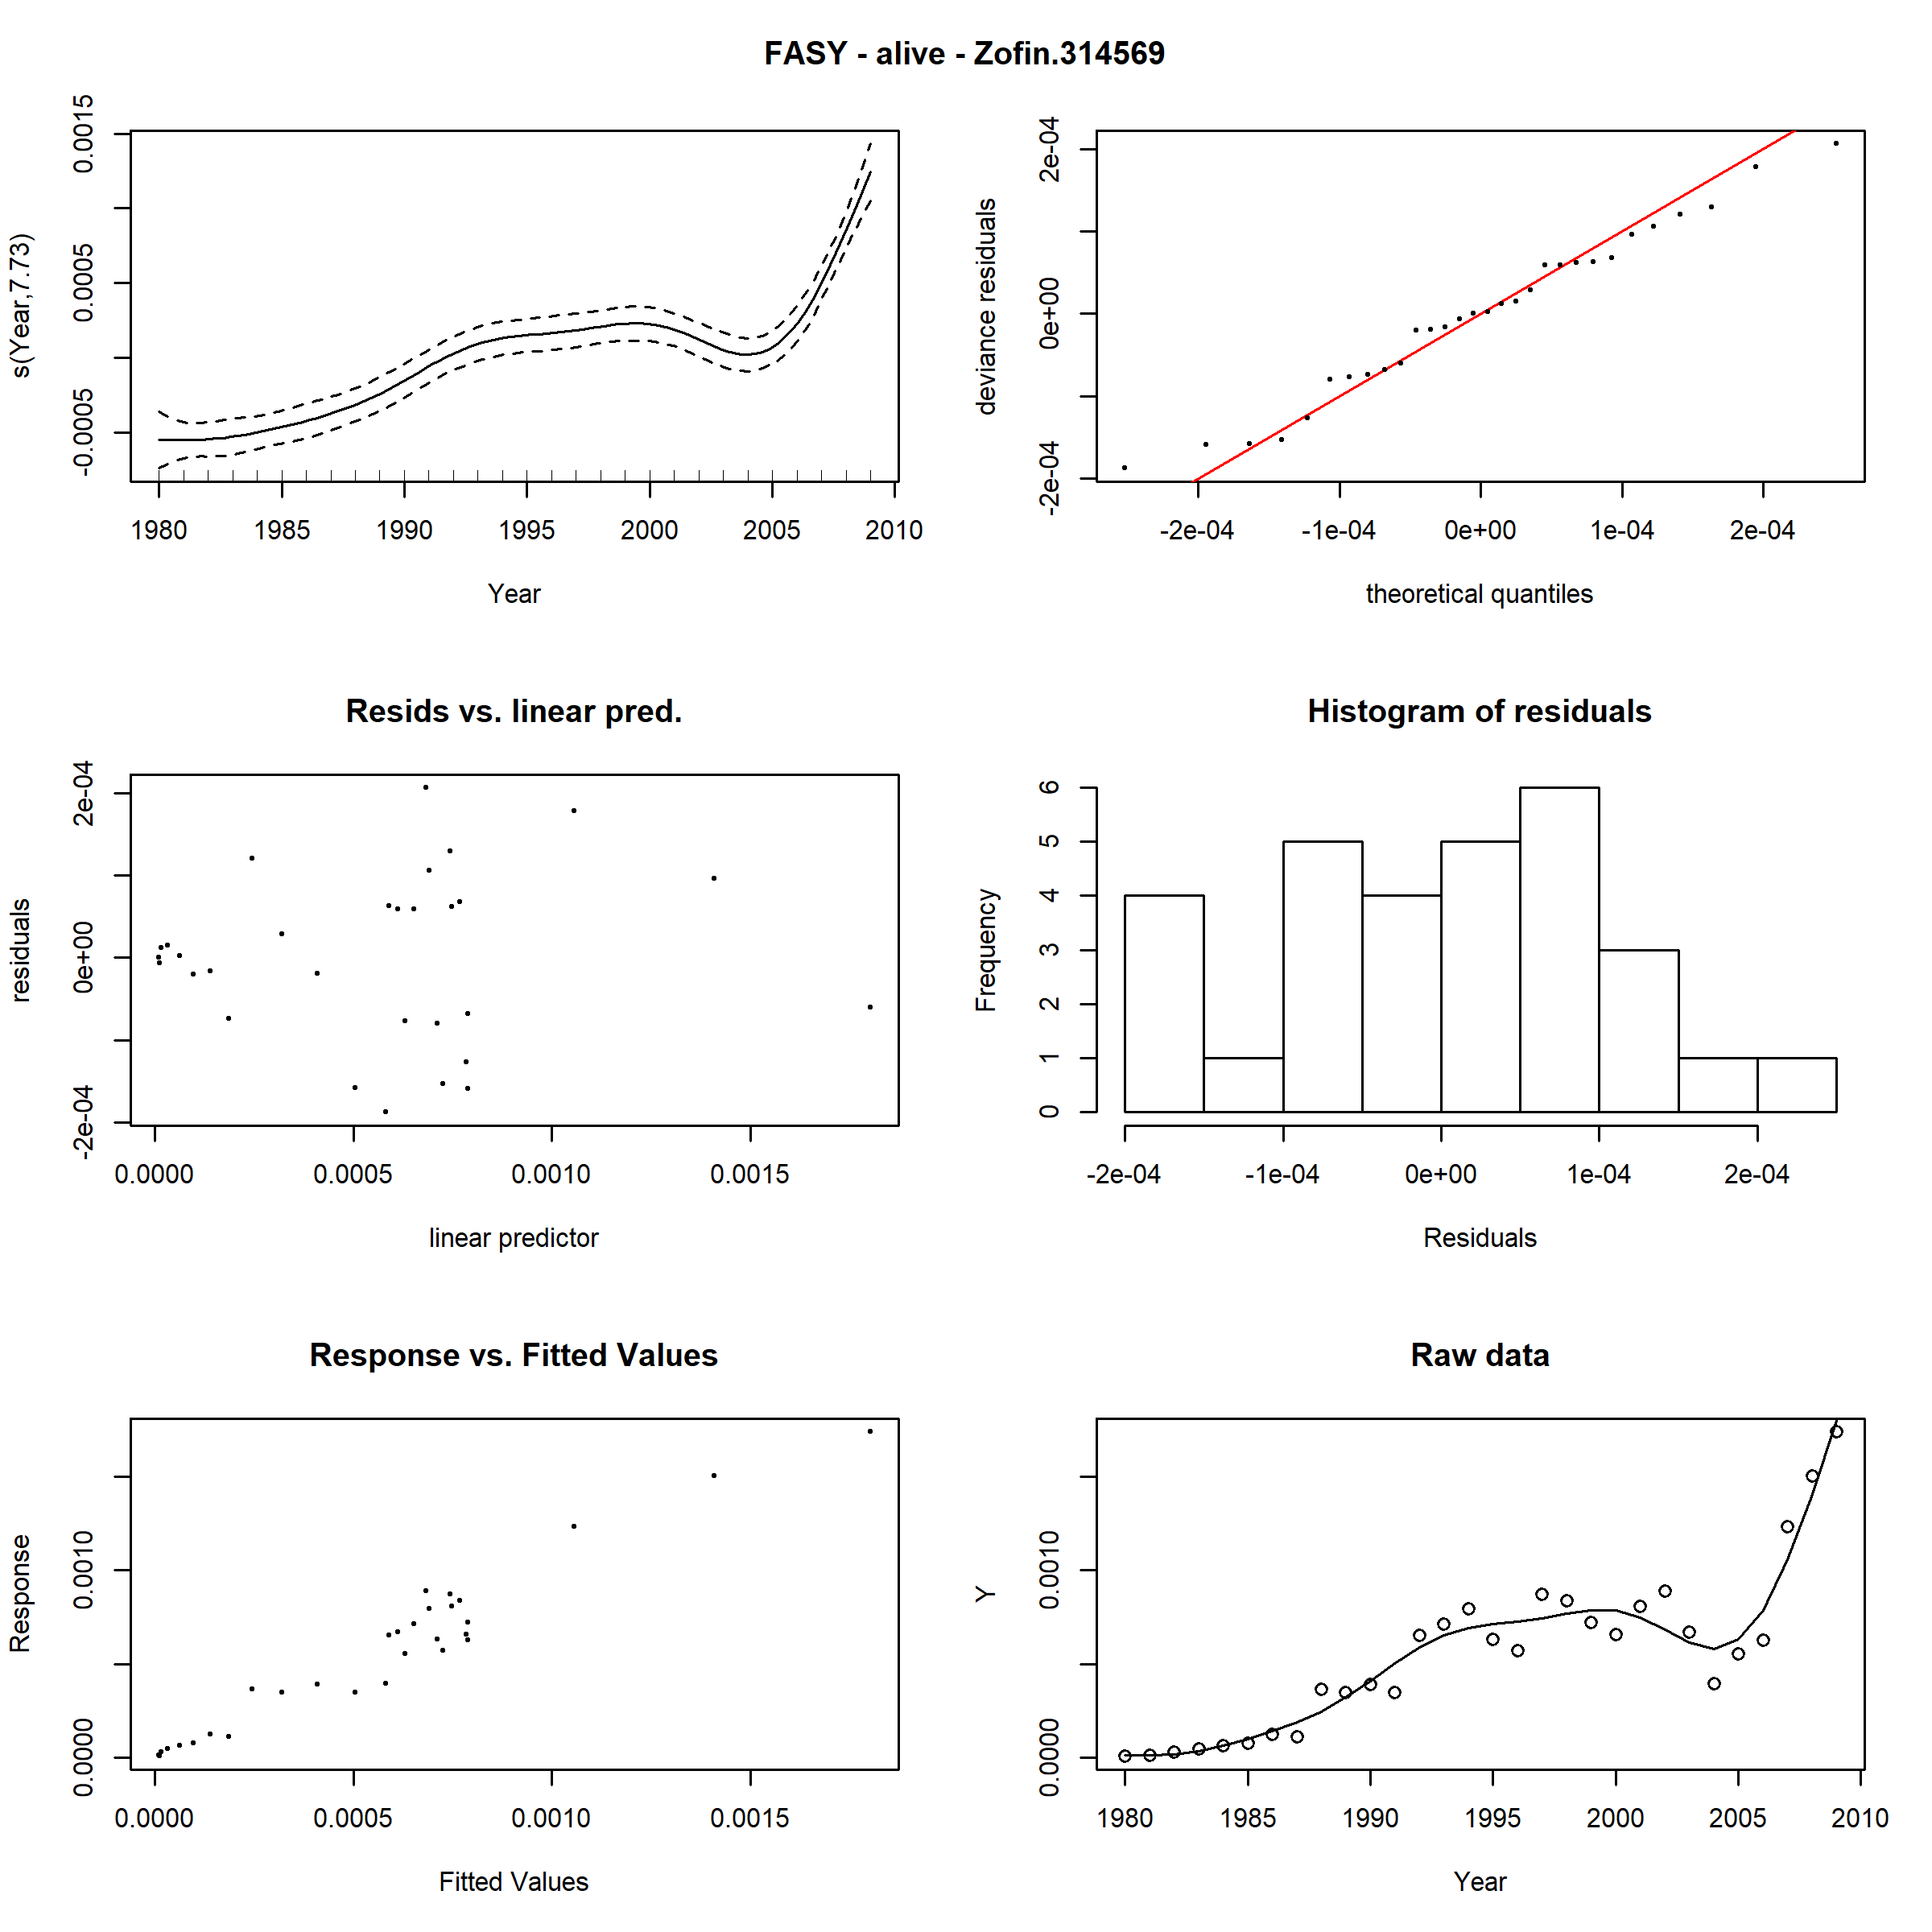 FASY - alive - Zofin.314569
s(Year,7.73)
-0.0005 0.0005 0.0015
1980 1985 1990 1995 2000 2005 2010
Year
deviance residuals
-2e-04 0e+00 2e-04
-2e-04 -1e-04 0e+00 1e-04 2e-04
theoretical quantiles
Resids vs. linear pred.
residuals
-2e-04 0e+00 2e-04
0.0000 0.0005 0.0010 0.0015
linear predictor
Histogram of residuals
Frequency
0 1 2 3 4 5 6
-2e-04 -1e-04 0e+00 1e-04 2e-04
Residuals
Response vs. Fitted Values
Response
0.0000 0.0010
0.0000 0.0005 0.0010 0.0015
Fitted Values
Raw data
Y
0.0000 0.0010
1980 1985 1990 1995 2000 2005 2010
Year